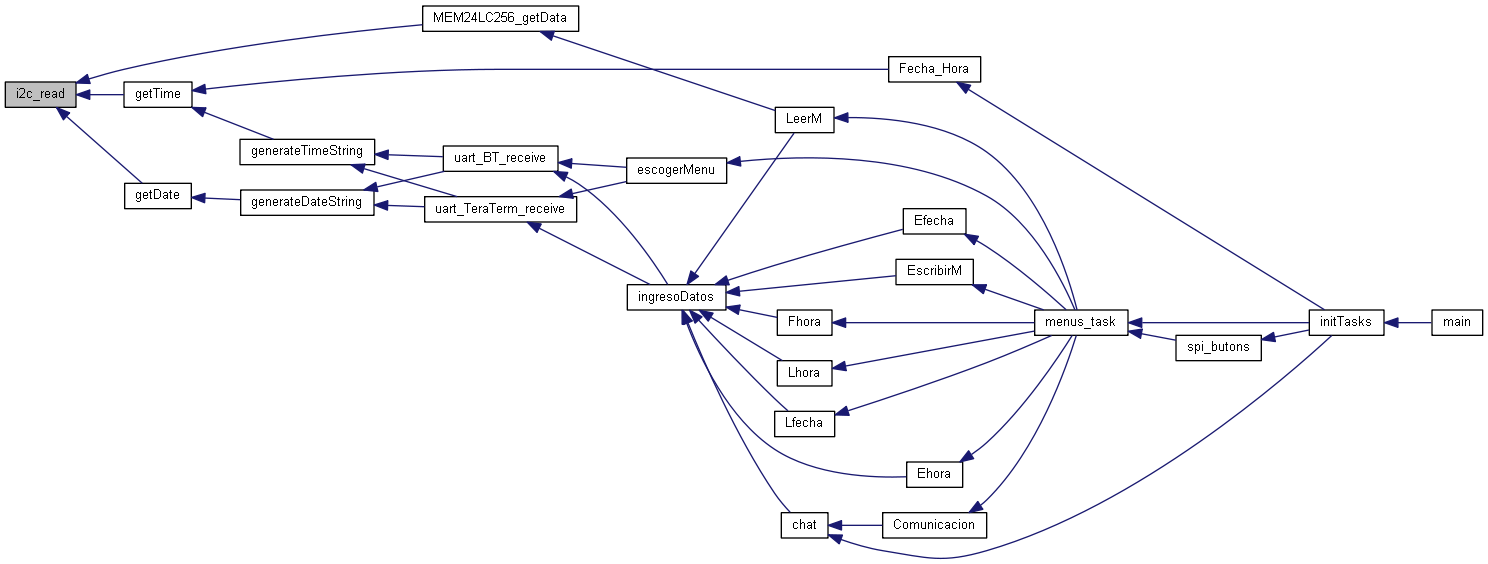 MEM24LC256_getData
Fecha_Hora
i2c_read
getTime
LeerM
generateTimeString
uart_BT_receive
escogerMenu
getDate
generateDateString
uart_TeraTerm_receive
Efecha
EscribirM
ingresoDatos
Fhora
menus_task
initTasks
main
spi_butons
Lhora
Lfecha
Ehora
chat
Comunicacion